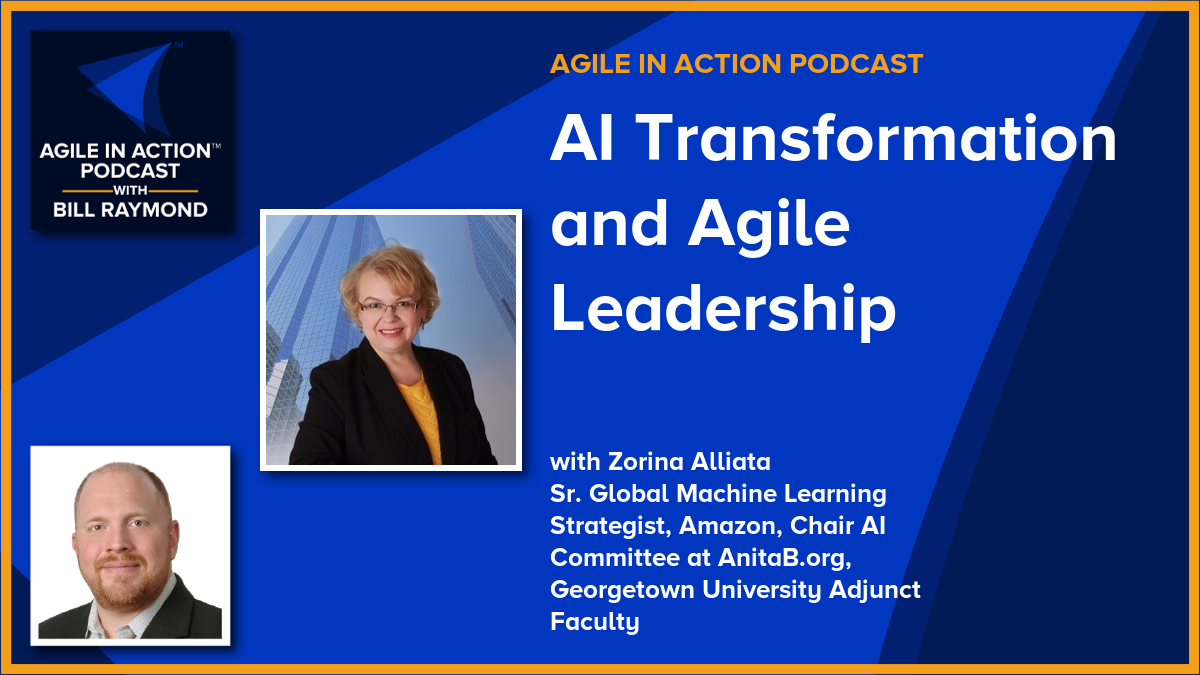 AGILE IN ACTION™
PODCAST
WITH
BILL RAYMOND
AGILE IN ACTION PODCAST
AI Transformation
and Agile
Leadership
with Zorina Alliata
Sr. Global Machine Learning
Strategist, Amazon, Chair AI
Committee at AnitaB.org,
Georgetown University Adjunct
Faculty